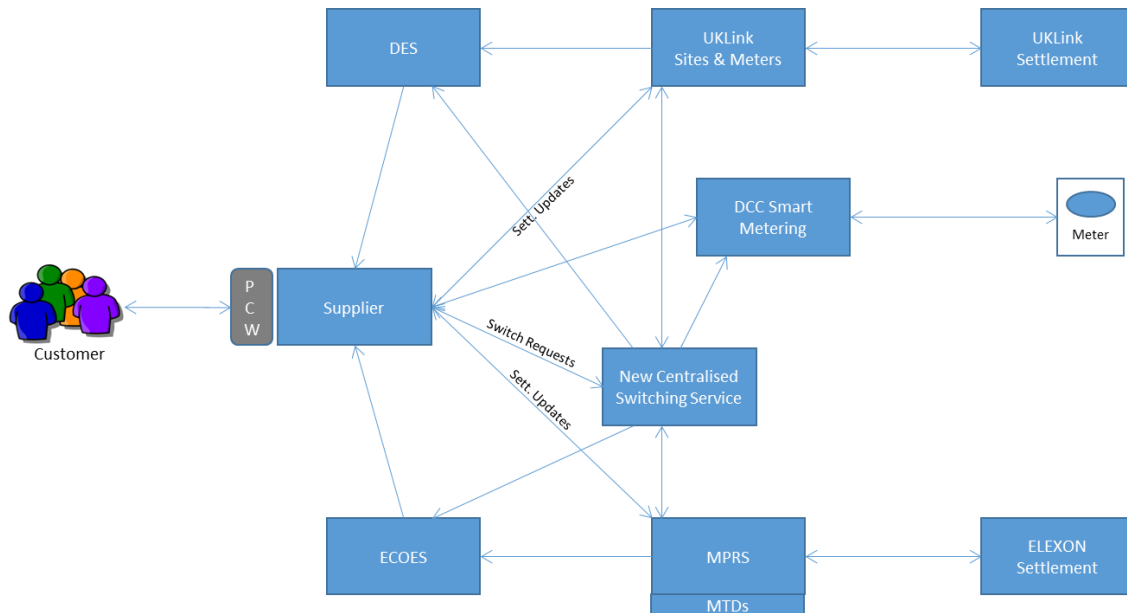 DES
UKLink
Sites & Meters
UKLink
Settlement
Sett. Updates
DCC Smart
Metering
Meter
P
C
W
Supplier
Customer
Switch Requests
New Centralised
Switching Service
Sett. Updates
ECOES
MPRS
MTDs
ELEXON
Settlement